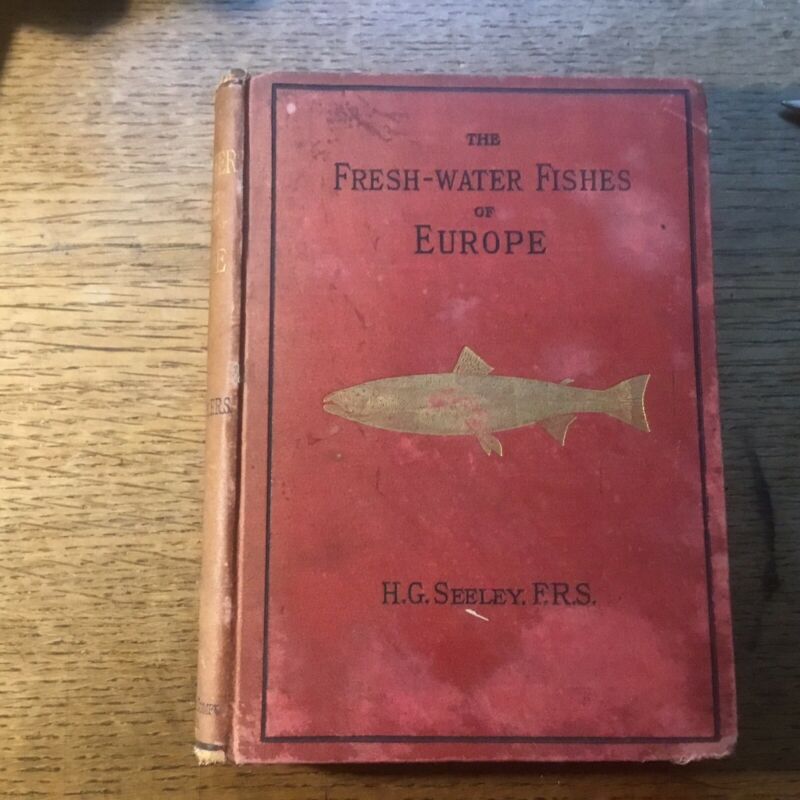 THE
FRESH-WATER FISHES
OF
EUROPE
H.G. SEELEY, F.R.S.